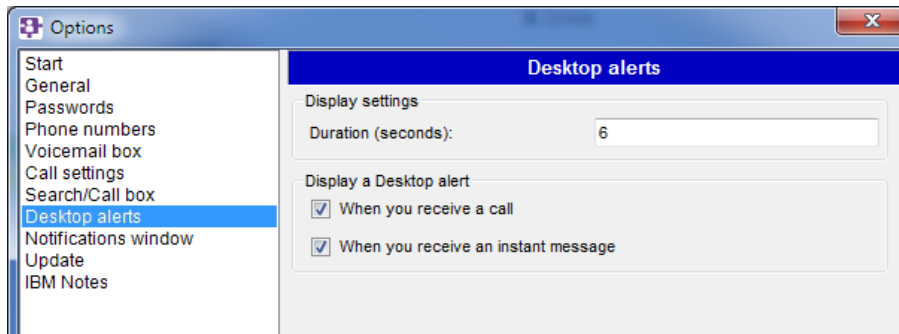 Options
Start
General
Passwords
Phone numbers
Voicemail box
Call settings
Search/Call box
Desktop alerts
Notifications window
Update
IBM Notes
Desktop alerts
Display settings
Duration (seconds): 6
Display a Desktop alert
When you receive a call
When you receive an instant message